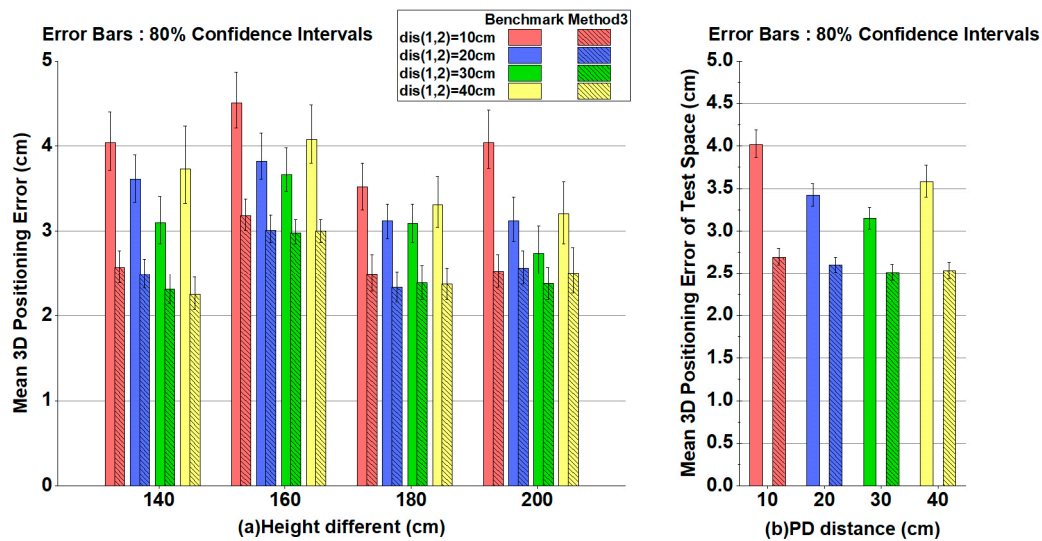 Error Bars : 80% Confidence Intervals
Benchmark Method3
dis(1,2)=10cm
dis(1,2)=20cm
dis(1,2)=30cm
dis(1,2)=40cm
Mean 3D Positioning Error (cm)
5
4
3
2
1
0
140 160 180 200
(a)Height different (cm)
Error Bars : 80% Confidence Intervals
Mean 3D Positioning Error of Test Space (cm)
5.0
4.5
4.0
3.5
3.0
2.5
2.0
1.5
1.0
0.5
0.0
10 20 30 40
(b)PD distance (cm)